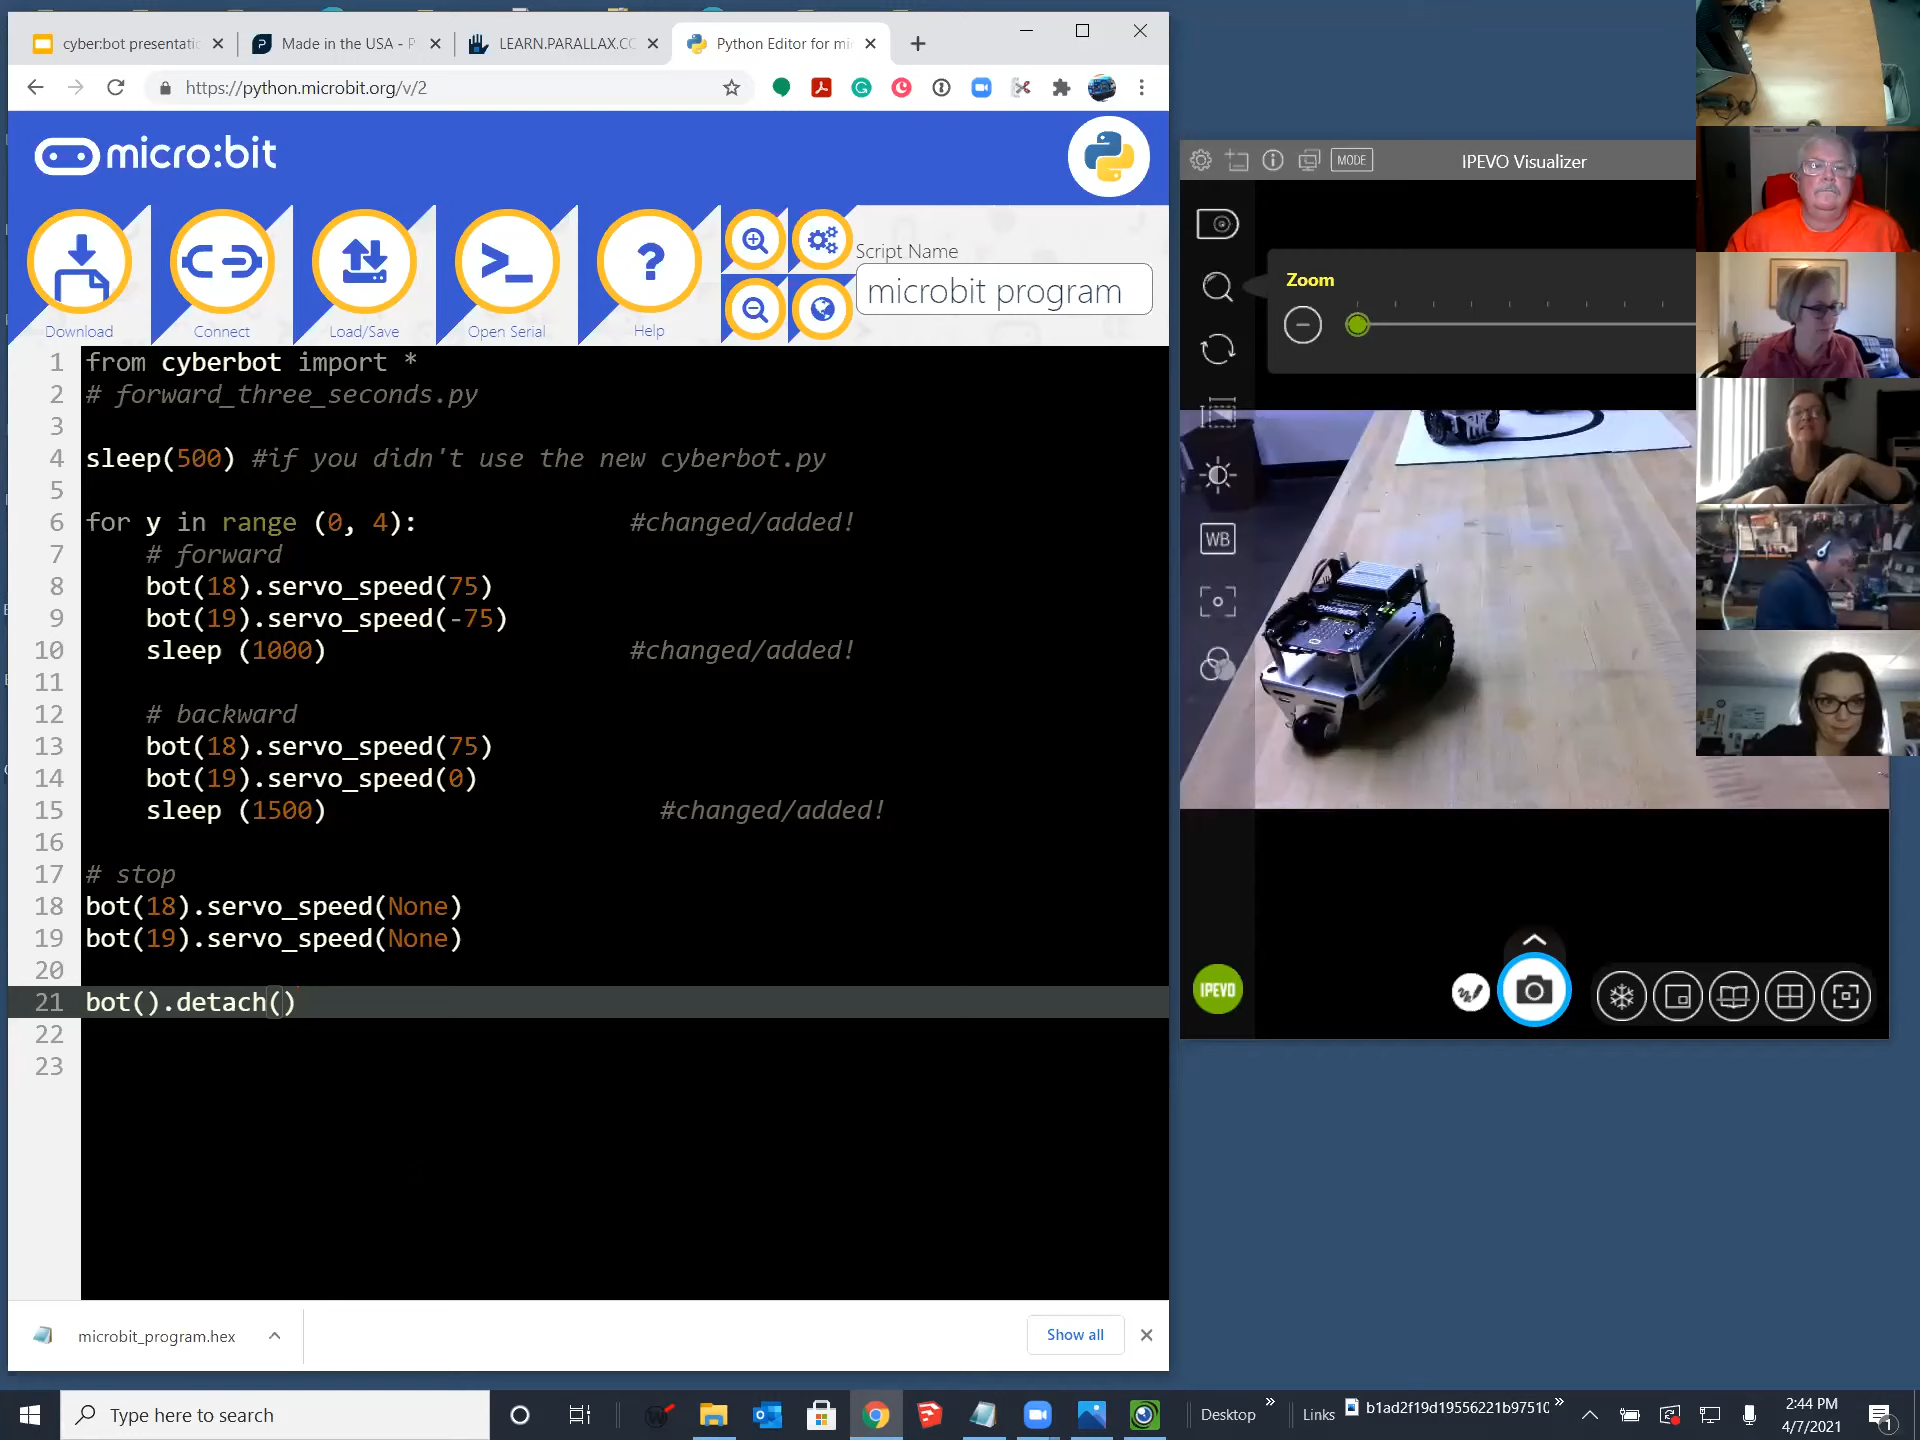 cyber:bot presentatic
Made in the USA - P
LEARN.PARALLAX.CC
Python Editor for mi
https://python.microbit.org/v/2
micro:bit
Download
Connect
Load/Save
Open Serial
Help
Script Name
microbit program
1 from cyberbot import *
2 # forward_three_seconds.py
3
4 sleep(500) #if you didn't use the new cyberbot.py
5
6 for y in range (0, 4): #changed/added!
7 # forward
8 bot(18).servo_speed(75)
9 bot(19).servo_speed(-75)
10 sleep (1000) #changed/added!
11
12 # backward
13 bot(18).servo_speed(75)
14 bot(19).servo_speed(0)
15 sleep (1500) #changed/added!
16
17 # stop
18 bot(18).servo_speed(None)
19 bot(19).servo_speed(None)
20
21 bot().detach()
22
23
microbit_program.hex
Show all
MODE
IPEVO Visualizer
Zoom
WB
IPEVO
Type here to search
Desktop
Links
b1ad2f19d19556221b9751
2:44 PM
4/7/2021
1